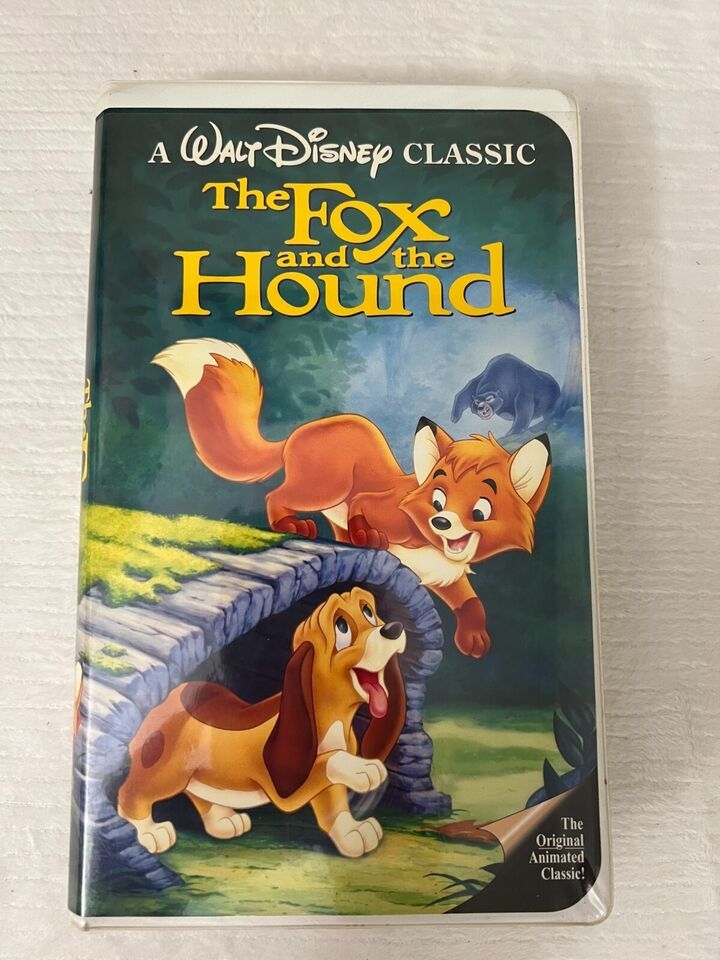 A Walt Disney CLASSIC
The Fox
and the
Hound
The
Original
Animated
Classic!